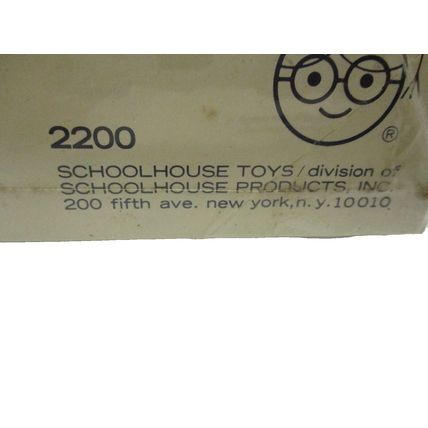 2200
®
SCHOOLHOUSE TOYS/division of
SCHOOLHOUSE PRODUCTS, INC.
200 fifth ave. new york, n.y. 10010